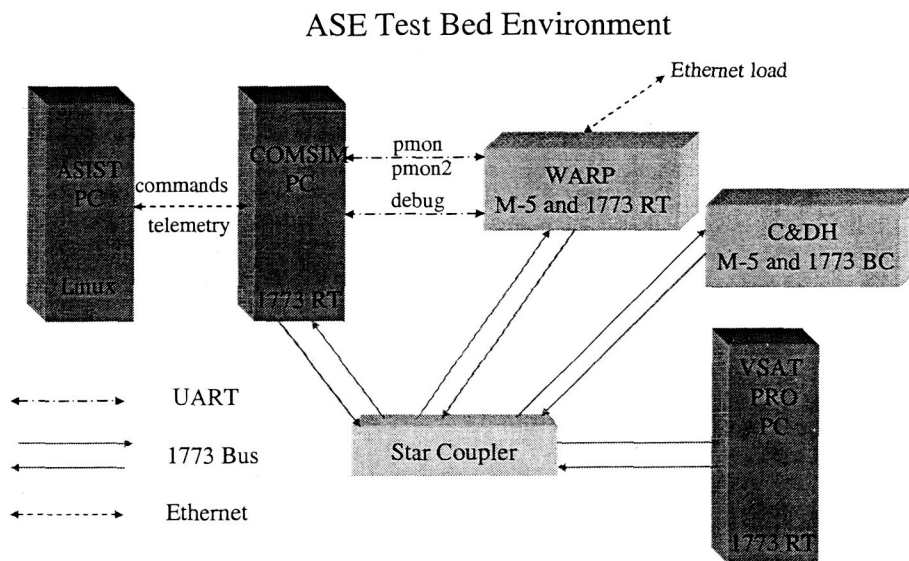 ASE Test Bed Environment
Ethernet load
ASIST
PC
Linux
commands
telemetry
COMSIM
PC
1773 RT
pmon
pmon2
debug
WARP
M-5 and 1773 RT
C&DH
M-5 and 1773 BC
VSAT
PRO
PC
1773 RT
Star Coupler
UART
1773 Bus
Ethernet